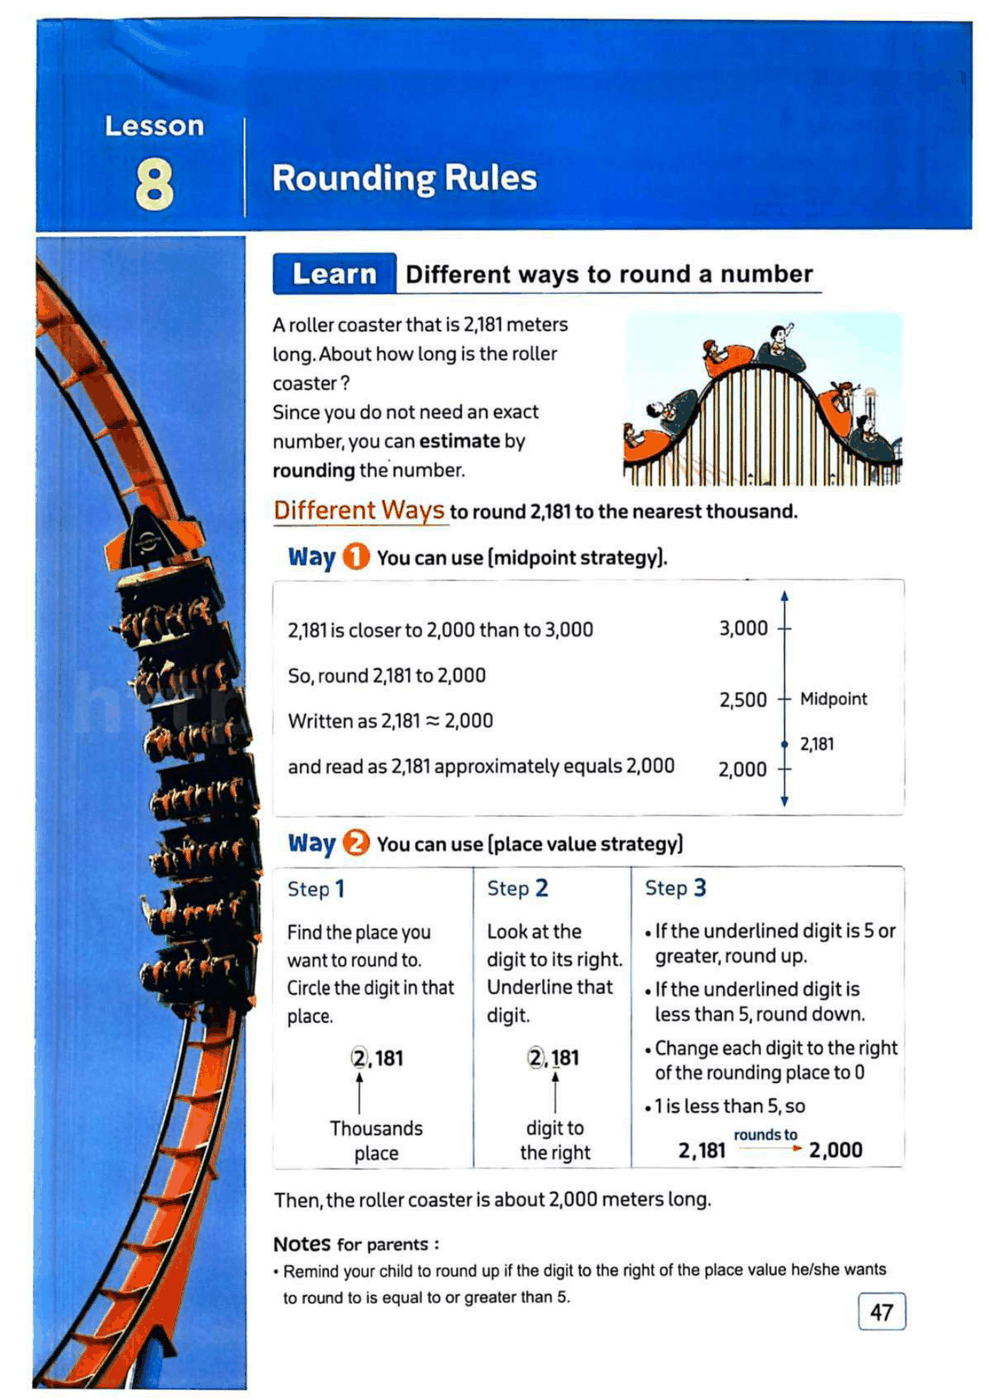 Lesson
8
Rounding Rules
Learn Different ways to round a number
A roller coaster that is 2,181 meters
long. About how long is the roller
coaster ?
Since you do not need an exact
number, you can estimate by
rounding the number.
Different Ways to round 2,181 to the nearest thousand.
Way 1 You can use (midpoint strategy).
2,181 is closer to 2,000 than to 3,000
So, round 2,181 to 2,000
Written as 2,181 ≈ 2,000
and read as 2,181 approximately equals 2,000
3,000
2,500 Midpoint
2,181
2,000
Way 2 You can use (place value strategy)
Step 1
Find the place you
want to round to.
Circle the digit in that
place.
2,181
Thousands
place
Step 2
Look at the
digit to its right.
Underline that
digit.
2,181
digit to
the right
Step 3
• If the underlined digit is 5 or
greater, round up.
• If the underlined digit is
less than 5, round down.
• Change each digit to the right
of the rounding place to 0
• 1 is less than 5, so
2,181 rounds to 2,000
Then, the roller coaster is about 2,000 meters long.
Notes for parents :
• Remind your child to round up if the digit to the right of the place value he/she wants
to round to is equal to or greater than 5.
47